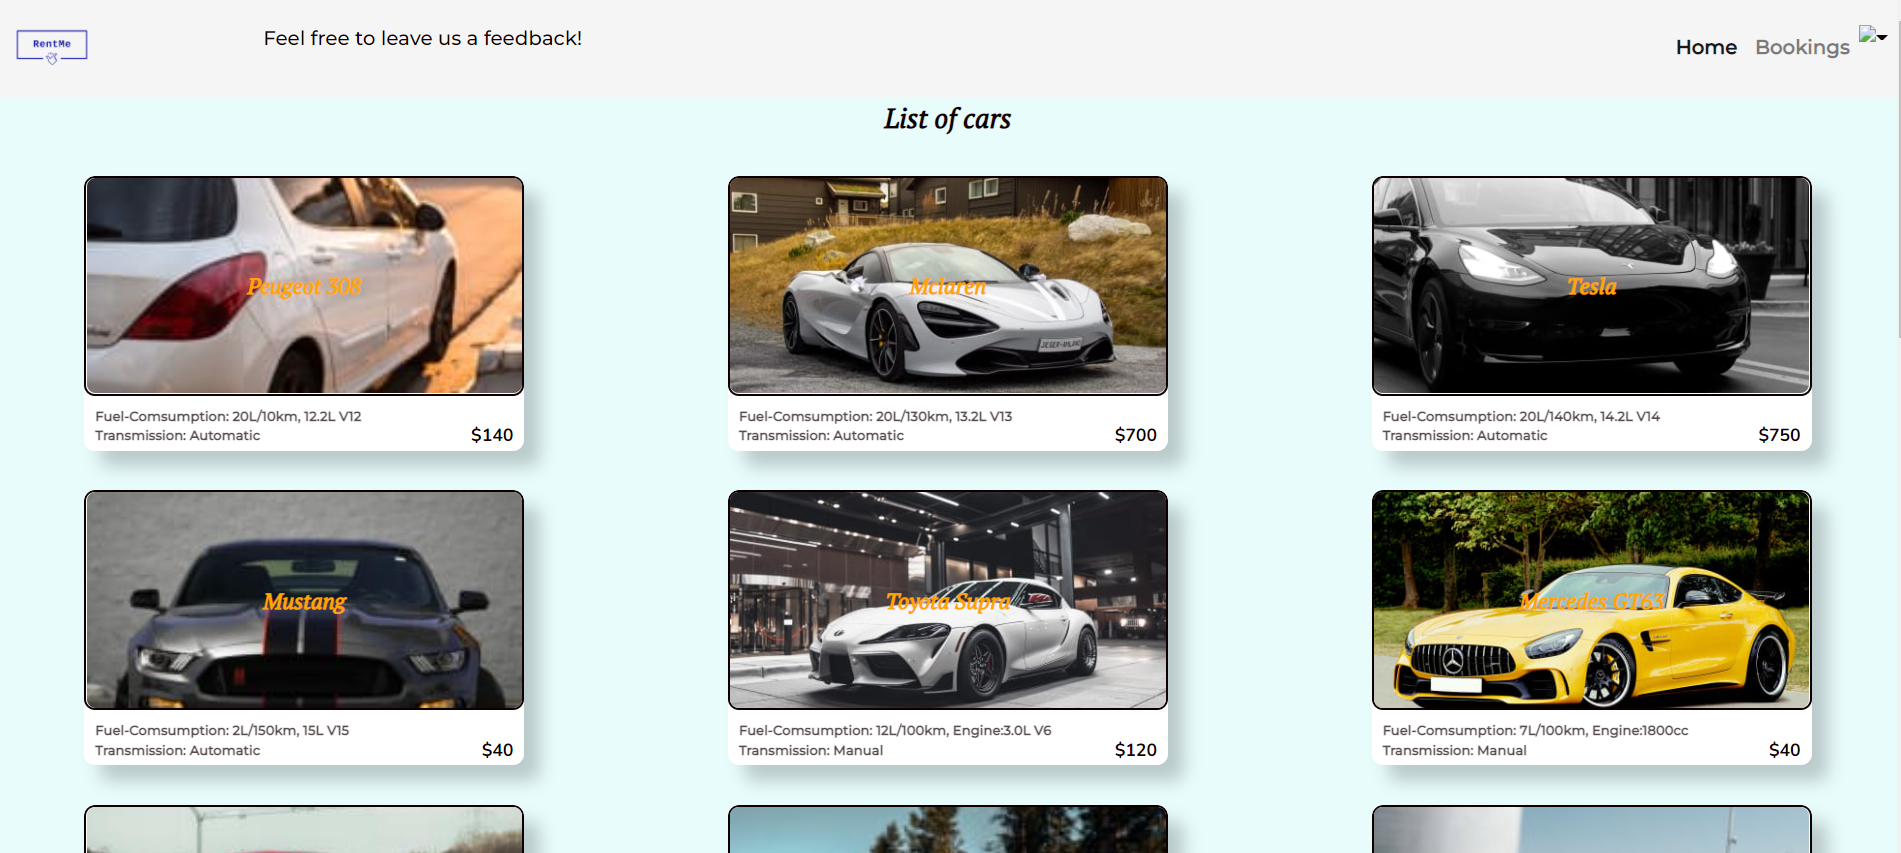 RentMe
Feel free to leave us a feedback!
Home
Bookings
List of cars
Peugeot 308
Fuel-Comsumption: 20L/10km, 12.2L V12
Transmission: Automatic
$140
Mclaren
JEGER-ANLAND
Fuel-Comsumption: 20L/130km, 13.2L V13
Transmission: Automatic
$700
Tesla
Fuel-Comsumption: 20L/140km, 14.2L V14
Transmission: Automatic
$750
Mustang
Fuel-Comsumption: 2L/150km, 15L V15
Transmission: Automatic
$40
Toyota Supra
Fuel-Comsumption: 12L/100km, Engine:3.0L V6
Transmission: Manual
$120
Mercedes GT63
Fuel-Comsumption: 7L/100km, Engine:1800cc
Transmission: Manual
$40